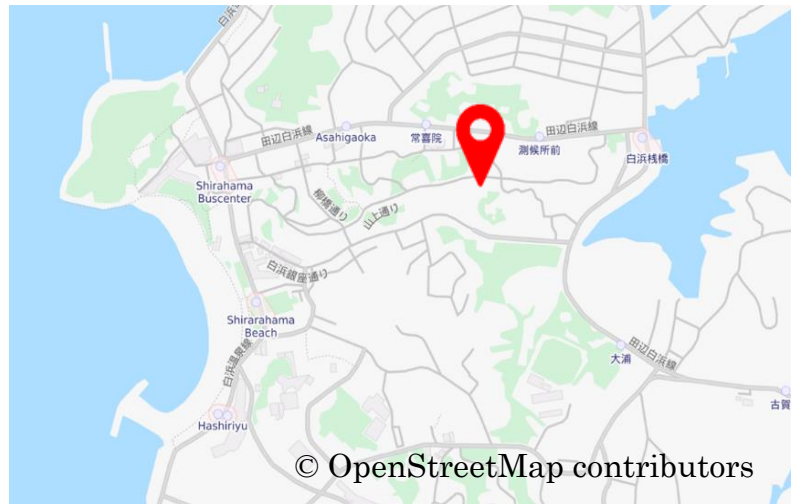 白浜
田辺白浜線
Asahigaoka
常喜院
測候所前
田辺白浜線
白浜桟橋
Shirahama
Buscenter
柳橋通り
山上通り
白浜銀座通り
Shirarahama
Beach
白浜温泉線
大浦
田辺白浜線
古賀
Hashiriyu
© OpenStreetMap contributors